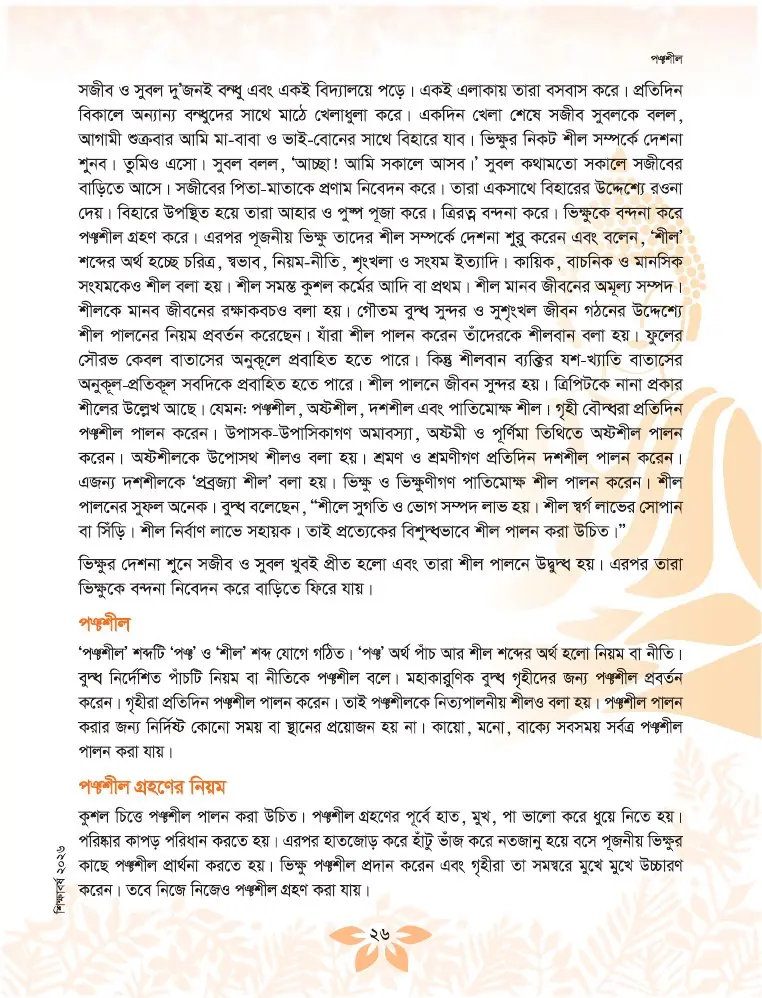 পঞ্চশীল
সজীব ও সুবল দু'জনই বন্ধু এবং একই বিদ্যালয়ে পড়ে। একই এলাকায় তারা বসবাস করে। প্রতিদিন
বিকালে অন্যান্য বন্ধুদের সাথে মাঠে খেলাধুলা করে। একদিন খেলা শেষে সজীব সুবলকে বলল,
আগামী শুক্রবার আমি মা-বাবা ও ভাই-বোনের সাথে বিহারে যাব। ভিক্ষুর নিকট শীল সম্পর্কে দেশনা
শুনব। তুমিও এসো। সুবল বলল, ‘আচ্ছা! আমি সকালে আসব।’ সুবল কথামতো সকালে সজীবের
বাড়িতে আসে। সজীবের পিতা-মাতাকে প্রণাম নিবেদন করে। তারা একসাথে বিহারের উদ্দেশ্যে রওনা
দেয়। বিহারে উপস্থিত হয়ে তারা আহার ও পুষ্প পূজা করে। ত্রিরত্ন বন্দনা করে। ভিক্ষুকে বন্দনা করে
পঞ্চশীল গ্রহণ করে। এরপর পূজনীয় ভিক্ষু তাদের শীল সম্পর্কে দেশনা শুরু করেন এবং বলেন, ‘শীল’
শব্দের অর্থ হচ্ছে চরিত্র, স্বভাব, নিয়ম-নীতি, শৃংখলা ও সংযম ইত্যাদি। কায়িক, বাচনিক ও মানসিক
সংযমকেও শীল বলা হয়। শীল সমস্ত কুশল কর্মের আদি বা প্রথম। শীল মানব জীবনের অমূল্য সম্পদ।
শীলকে মানব জীবনের রক্ষাকবচও বলা হয়। গৌতম বুদ্ধ সুন্দর ও সুশৃংখল জীবন গঠনের উদ্দেশ্যে
শীল পালনের নিয়ম প্রবর্তন করেছেন। যাঁরা শীল পালন করেন তাঁদেরকে শীলবান বলা হয়। ফুলের
সৌরভ কেবল বাতাসের অনুকূলে প্রবাহিত হতে পারে। কিন্তু শীলবান ব্যক্তির যশ-খ্যাতি বাতাসের
অনুকূল-প্রতিকূল সবদিকে প্রবাহিত হতে পারে। শীল পালনে জীবন সুন্দর হয়। ত্রিপিটকে নানা প্রকার
শীলের উল্লেখ আছে। যেমন: পঞ্চশীল, অষ্টশীল, দশশীল এবং পাতিমোক্ষ শীল। গৃহী বৌদ্ধরা প্রতিদিন
পঞ্চশীল পালন করেন। উপাসক-উপাসিকাগণ অমাবস্যা, অষ্টমী ও পূর্ণিমা তিথিতে অষ্টশীল পালন
করেন। অষ্টশীলকে উপোসথ শীলও বলা হয়। শ্রমণ ও শ্রমণীগণ প্রতিদিন দশশীল পালন করেন।
এজন্য দশশীলকে ‘প্রব্রজ্যা শীল’ বলা হয়। ভিক্ষু ও ভিক্ষুণীগণ পাতিমোক্ষ শীল পালন করেন। শীল
পালনের সুফল অনেক। বুদ্ধ বলেছেন, “শীলে সুগতি ও ভোগ সম্পদ লাভ হয়। শীল স্বর্গ লাভের সোপান
বা সিঁড়ি। শীল নির্বাণ লাভে সহায়ক। তাই প্রত্যেকের বিশুদ্ধভাবে শীল পালন করা উচিত।”
ভিক্ষুর দেশনা শুনে সজীব ও সুবল খুবই প্রীত হলো এবং তারা শীল পালনে উদ্বুদ্ধ হয়। এরপর তারা
ভিক্ষুকে বন্দনা নিবেদন করে বাড়িতে ফিরে যায়।
পঞ্চশীল
‘পঞ্চশীল’ শব্দটি ‘পঞ্চ’ ও ‘শীল’ শব্দ যোগে গঠিত। ‘পঞ্চ’ অর্থ পাঁচ আর শীল শব্দের অর্থ হলো নিয়ম বা নীতি।
বুদ্ধ নির্দেশিত পাঁচটি নিয়ম বা নীতিকে পঞ্চশীল বলে। মহাকারুণিক বুদ্ধ গৃহীদের জন্য পঞ্চশীল প্রবর্তন
করেন। গৃহীরা প্রতিদিন পঞ্চশীল পালন করেন। তাই পঞ্চশীলকে নিত্যপালনীয় শীলও বলা হয়। পঞ্চশীল পালন
করার জন্য নির্দিষ্ট কোনো সময় বা স্থানের প্রয়োজন হয় না। কায়ো, মনো, বাক্যে সবসময় সর্বত্র পঞ্চশীল
পালন করা যায়।
পঞ্চশীল গ্রহণের নিয়ম
কুশল চিত্তে পঞ্চশীল পালন করা উচিত। পঞ্চশীল গ্রহণের পূর্বে হাত, মুখ, পা ভালো করে ধুয়ে নিতে হয়।
পরিষ্কার কাপড় পরিধান করতে হয়। এরপর হাতজোড় করে হাঁটু ভাঁজ করে নতজানু হয়ে বসে পূজনীয় ভিক্ষুর
কাছে পঞ্চশীল প্রার্থনা করতে হয়। ভিক্ষু পঞ্চশীল প্রদান করেন এবং গৃহীরা তা সমস্বরে মুখে মুখে উচ্চারণ
করেন। তবে নিজে নিজেও পঞ্চশীল গ্রহণ করা যায়।
শিক্ষাবর্ষ ২০২৬
২৬